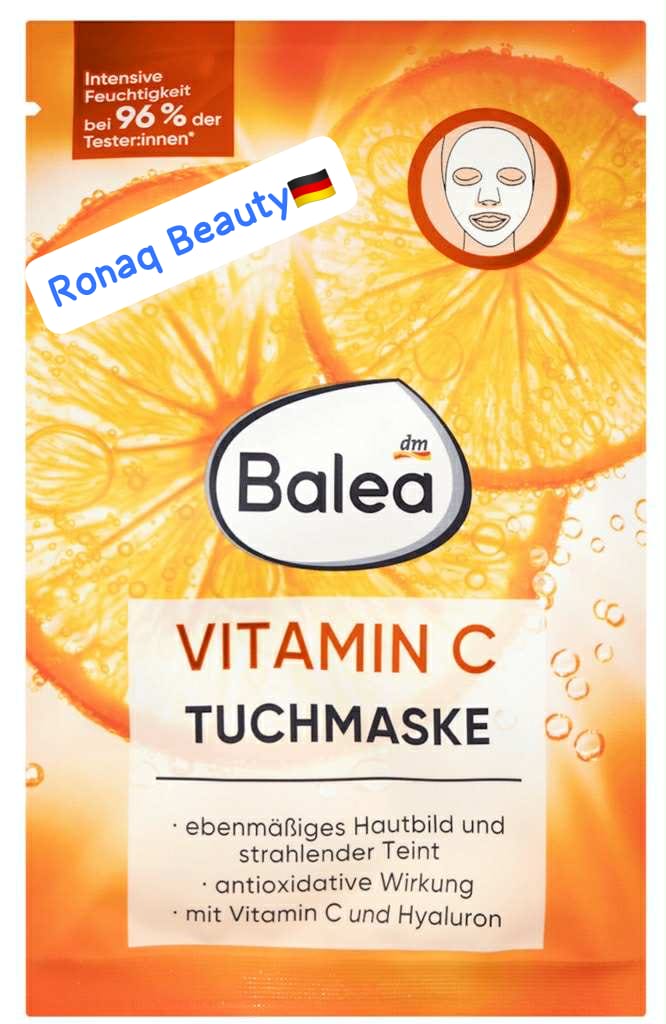 Intensive
Feuchtigkeit
bei 96 % der
Tester:innen*
Ronaq Beauty🇩🇪
dm
Balea
VITAMIN C
TUCHMASKE
· ebenmäßiges Hautbild und
strahlender Teint
· antioxidative Wirkung
· mit Vitamin C und Hyaluron